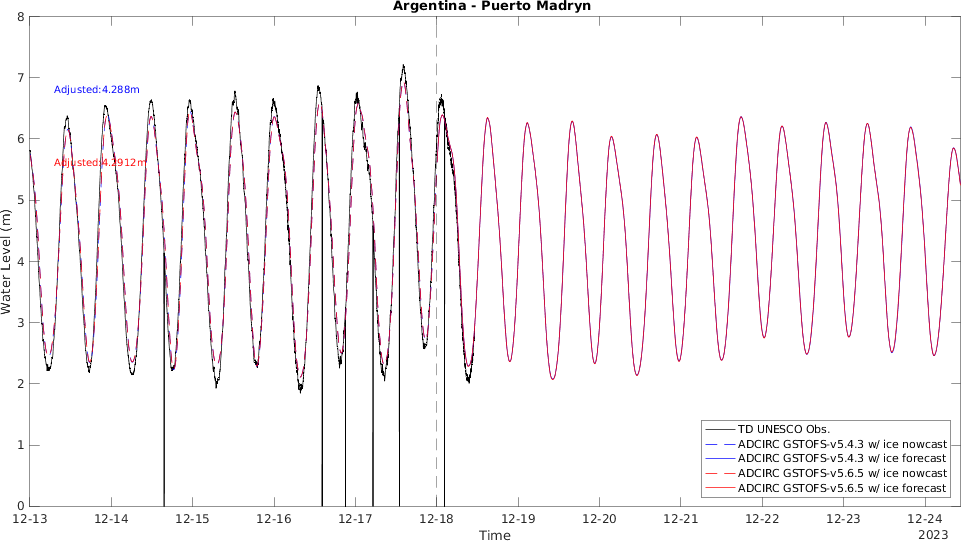 Argentina - Puerto Madryn
8
7
6
5
4
3
2
1
0
Water Level (m)
Adjusted:4.288m
Adjusted:4.2912m
TD UNESCO Obs.
ADCIRC GSTOFS-v5.4.3 w/ ice nowcast
ADCIRC GSTOFS-v5.4.3 w/ ice forecast
ADCIRC GSTOFS-v5.6.5 w/ ice nowcast
ADCIRC GSTOFS-v5.6.5 w/ ice forecast
12-13 12-14 12-15 12-16 12-17 12-18 12-19 12-20 12-21 12-22 12-23 12-24
Time
2023